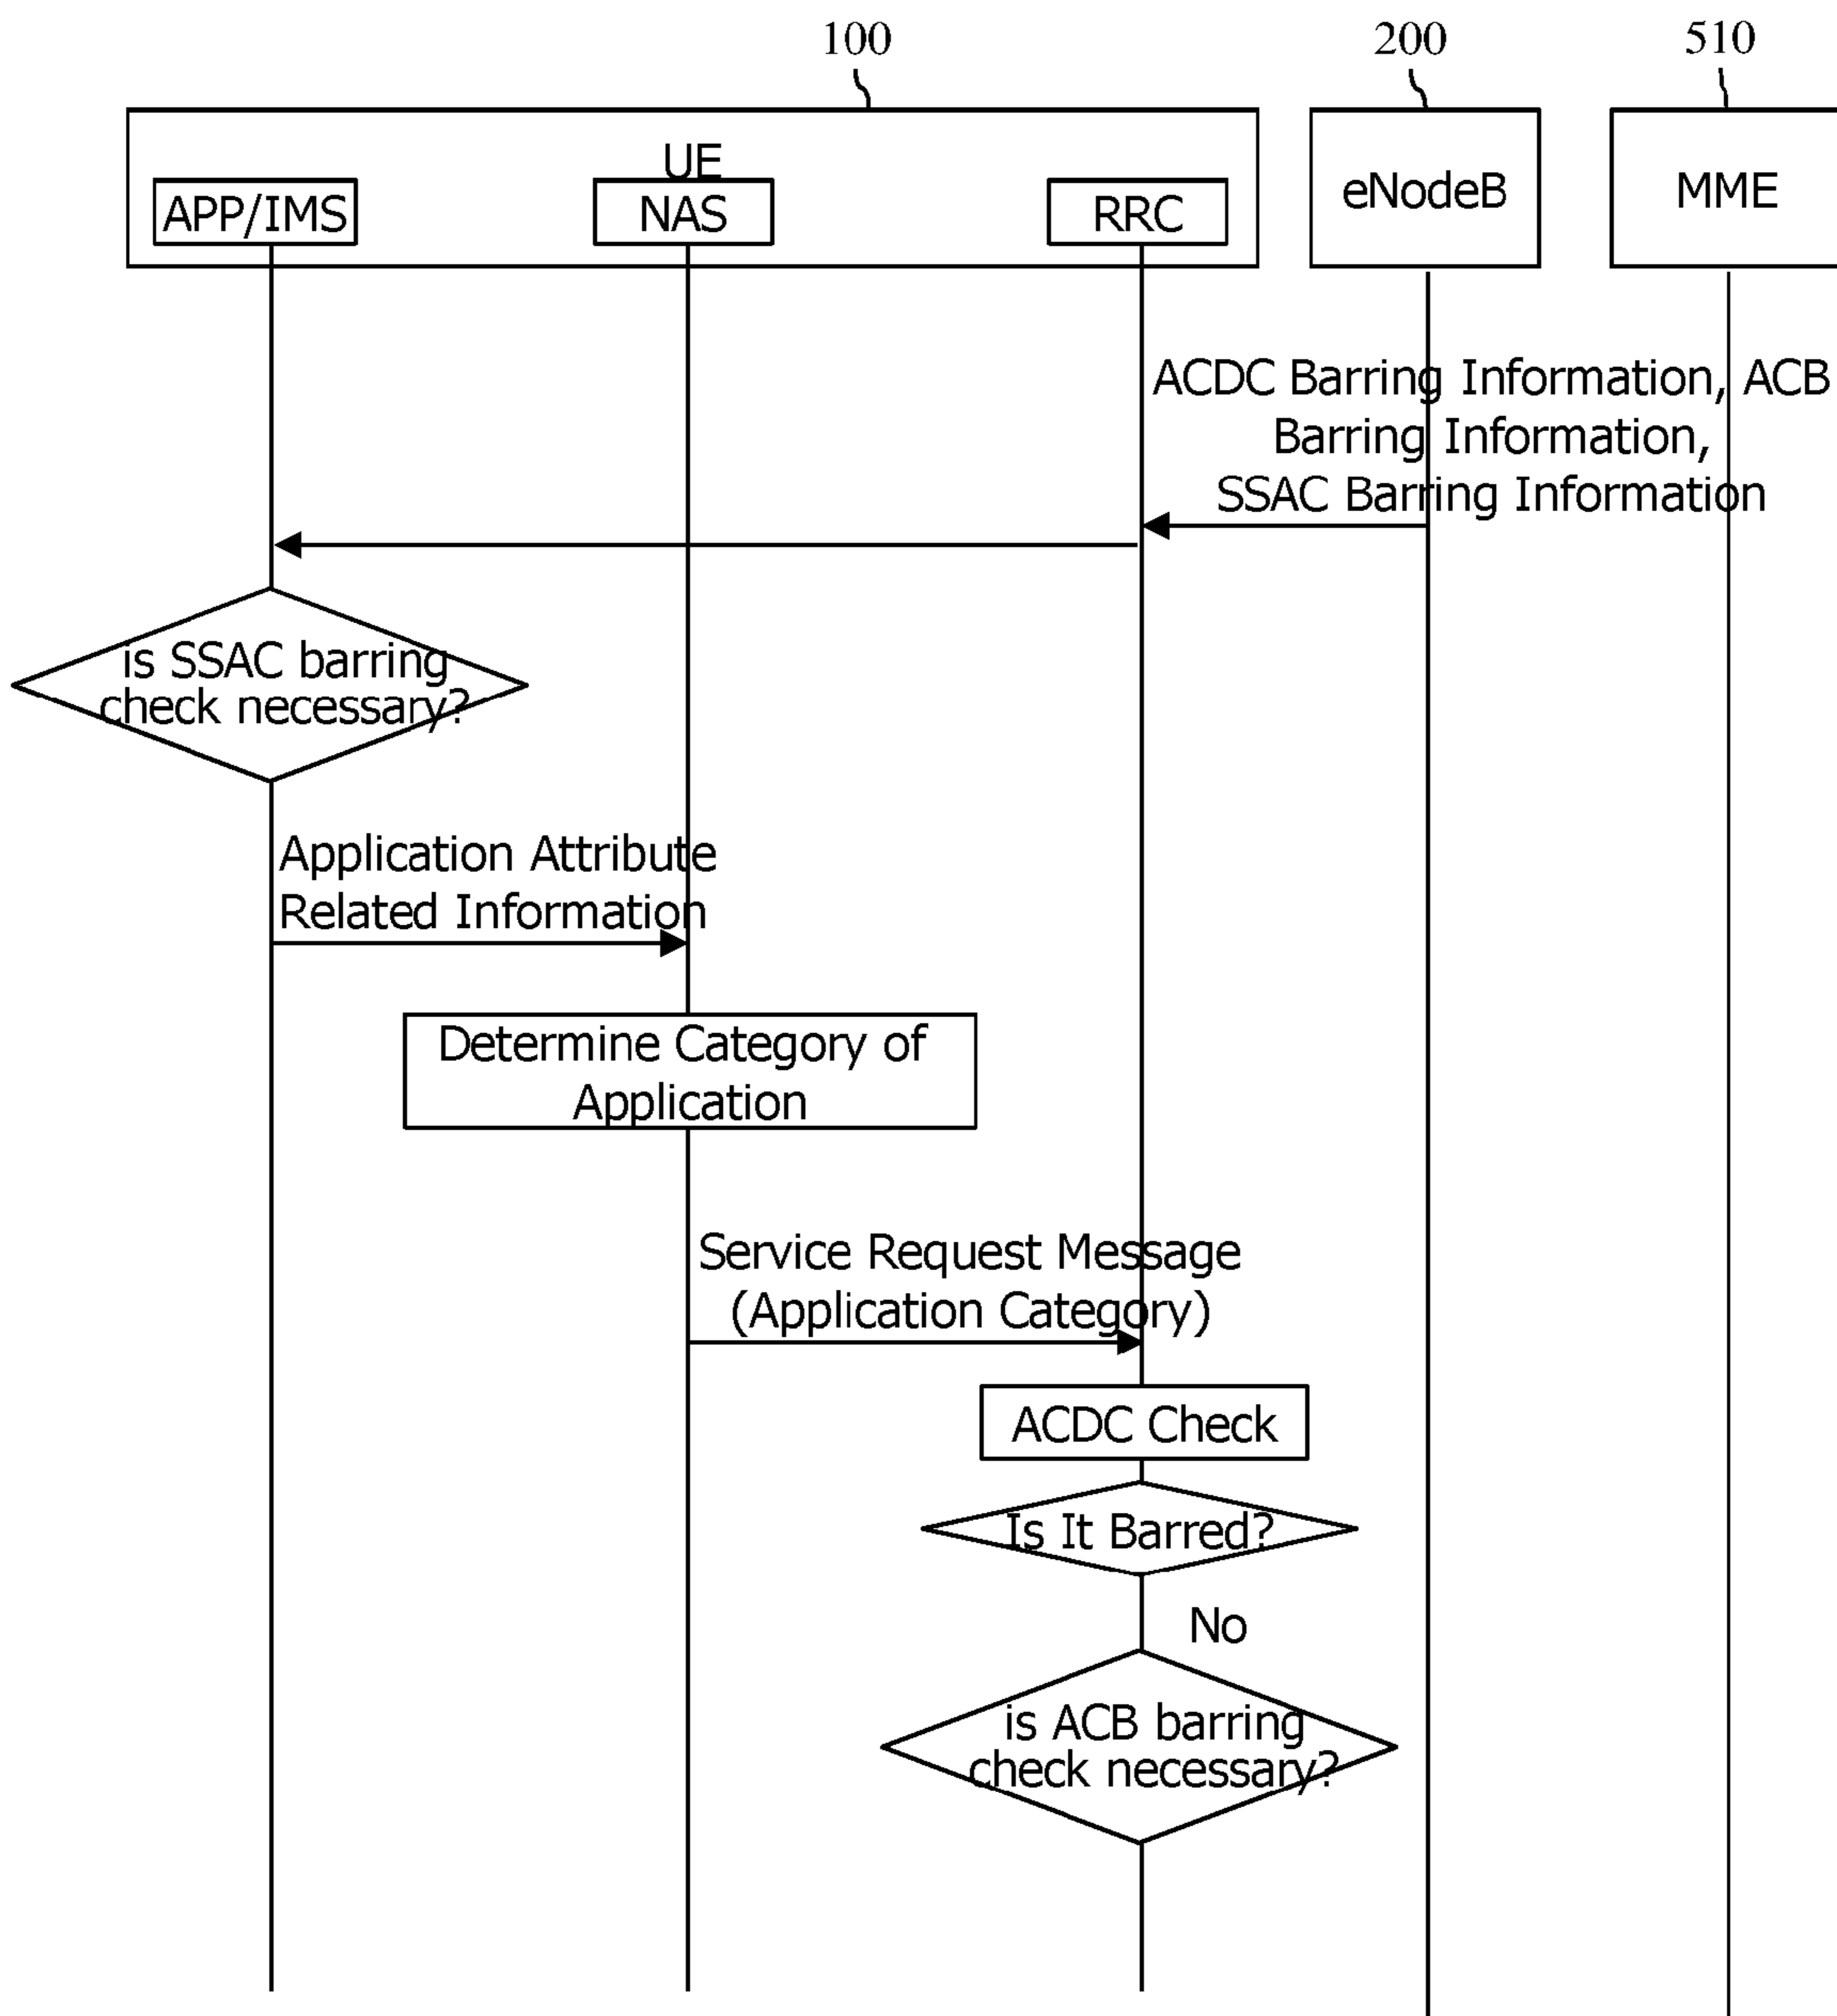 100
200
510
UE
APP/IMS
NAS
RRC
eNodeB
MME
ACDC Barring Information, ACB
Barring Information,
SSAC Barring Information
is SSAC barring
check necessary?
Application Attribute
Related Information
Determine Category of
Application
Service Request Message
(Application Category)
ACDC Check
Is It Barred?
No
is ACB barring
check necessary?